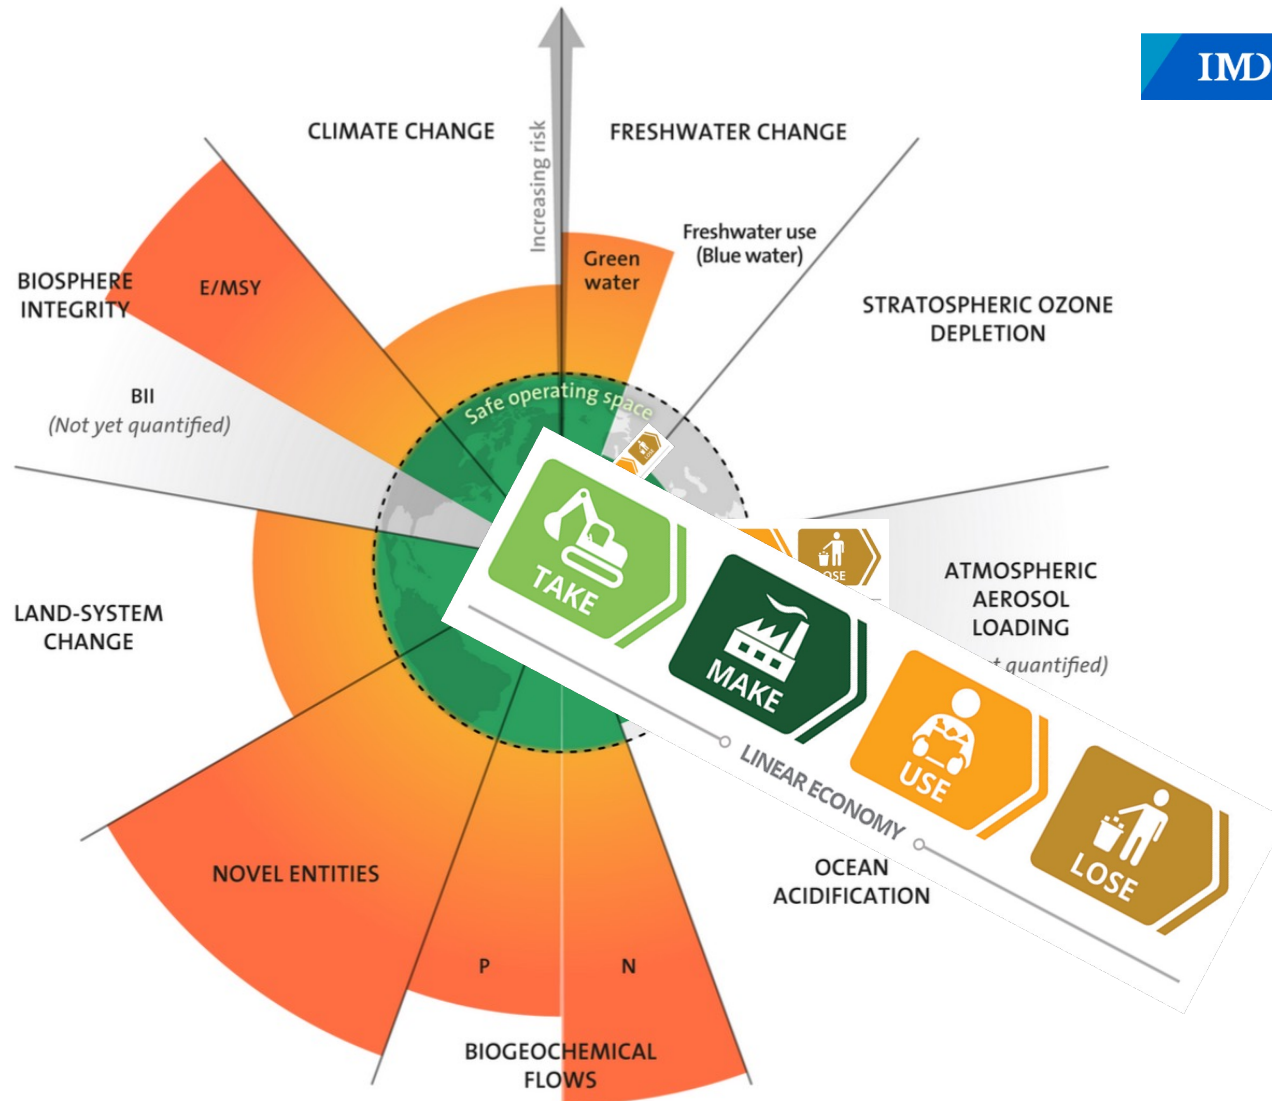 IMD
CLIMATE CHANGE
FRESHWATER CHANGE
Increasing risk
Freshwater use
(Blue water)
Green
water
BIOSPHERE
INTEGRITY
E/MSY
STRATOSPHERIC OZONE
DEPLETION
BII
(Not yet quantified)
Safe operating space
TAKE
MAKE
USE
LOSE
LINEAR ECONOMY
LOSE
ATMOSPHERIC
AEROSOL
LOADING
quantified)
LAND-SYSTEM
CHANGE
OCEAN
ACIDIFICATION
NOVEL ENTITIES
P
N
BIOGEOCHEMICAL
FLOWS